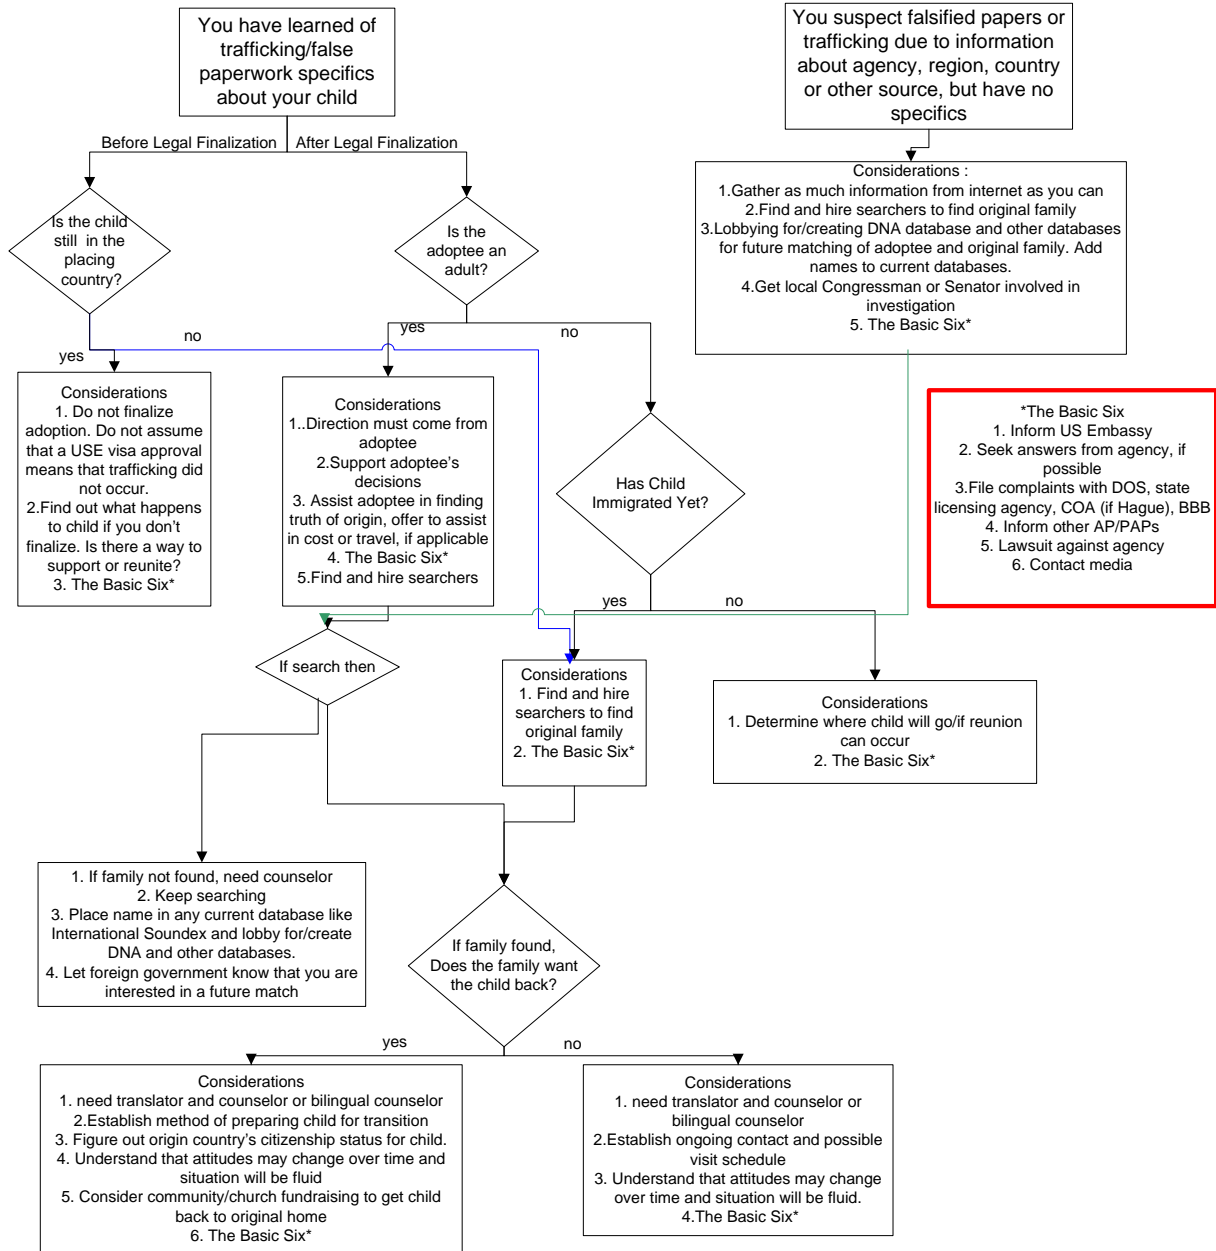 You have learned of
trafficking/false
paperwork specifics
about your child
You suspect falsified papers or
trafficking due to information
about agency, region, country
or other source, but have no
specifics
Before Legal Finalization
After Legal Finalization
Is the child
still in the
placing
country?
Is the
adoptee an
adult?
Considerations :
1.Gather as much information from internet as you can
2.Find and hire searchers to find original family
3.Lobbying for/creating DNA database and other databases
for future matching of adoptee and original family. Add
names to current databases.
4.Get local Congressman or Senator involved in
investigation
5. The Basic Six*
yes
no
yes
no
Considerations
1. Do not finalize
adoption. Do not assume
that a USE visa approval
means that trafficking did
not occur.
2.Find out what happens
to child if you don't
finalize. Is there a way to
support or reunite?
3. The Basic Six*
Considerations
1..Direction must come from
adoptee
2.Support adoptee's
decisions
3. Assist adoptee in finding
truth of origin, offer to assist
in cost or travel, if applicable
4. The Basic Six*
5.Find and hire searchers
Has Child
Immigrated Yet?
*The Basic Six
1. Inform US Embassy
2. Seek answers from agency, if
possible
3.File complaints with DOS, state
licensing agency, COA (if Hague), BBB
4. Inform other AP/PAPs
5. Lawsuit against agency
6. Contact media
yes
no
If search then
Considerations
1. Find and hire
searchers to find
original family
2. The Basic Six*
Considerations
1. Determine where child will go/if reunion
can occur
2. The Basic Six*
1. If family not found, need counselor
2. Keep searching
3. Place name in any current database like
International Soundex and lobby for/create
DNA and other databases.
4. Let foreign government know that you are
interested in a future match
If family found,
Does the family want
the child back?
yes
no
Considerations
1. need translator and counselor or bilingual counselor
2.Establish method of preparing child for transition
3. Figure out origin country's citizenship status for child.
4. Understand that attitudes may change over time and
situation will be fluid
5. Consider community/church fundraising to get child
back to original home
6. The Basic Six*
Considerations
1. need translator and counselor or
bilingual counselor
2.Establish ongoing contact and possible
visit schedule
3. Understand that attitudes may change
over time and situation will be fluid.
4.The Basic Six*